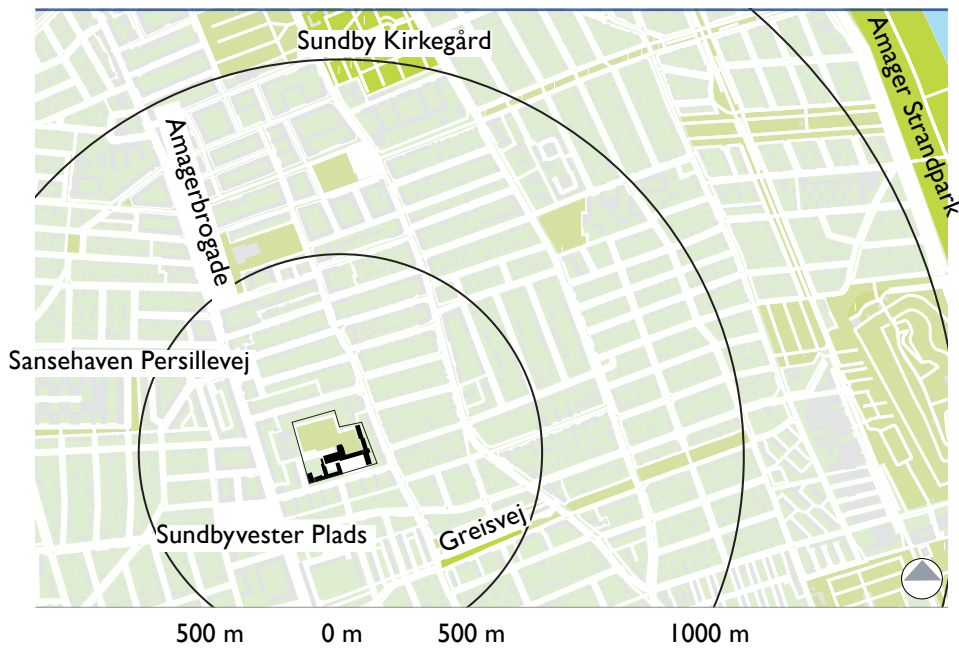 Sundby Kirkegård
Amager Strandpark
Amagerbrogade
Sansehaven Persillevej
Sundbyvester Plads
Greisvej
500 m 0 m 500 m 1000 m